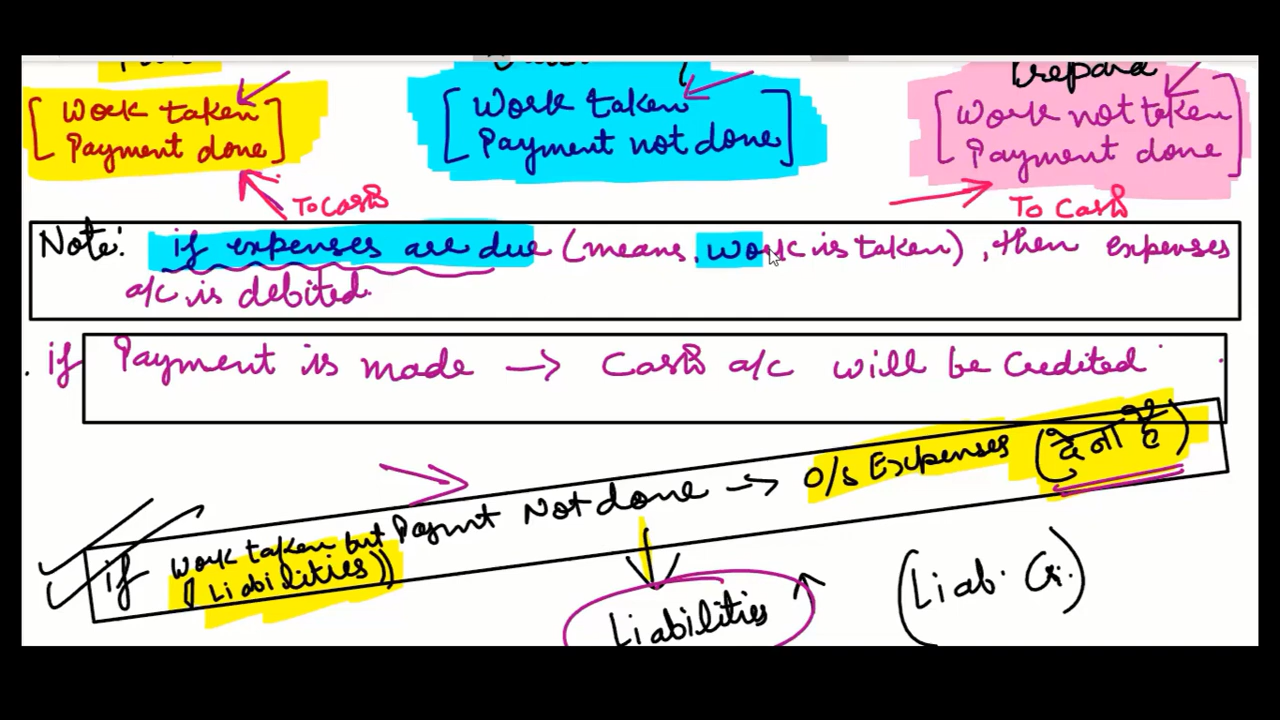 Prepaid
[ Work taken
Payment done ]
[ Work taken
Payment not done ]
[ Work not taken
Payment done ]
To Cash
To Cash
Note: if expenses are due (means, work is taken), then expenses
a/c is debited.
if Payment is made → Cash a/c will be Credited
if work taken but Paymnt Not done → O/s Expenses (देना है)
(Liabilities))
Liabilities ↑
(Liab. Cr.)